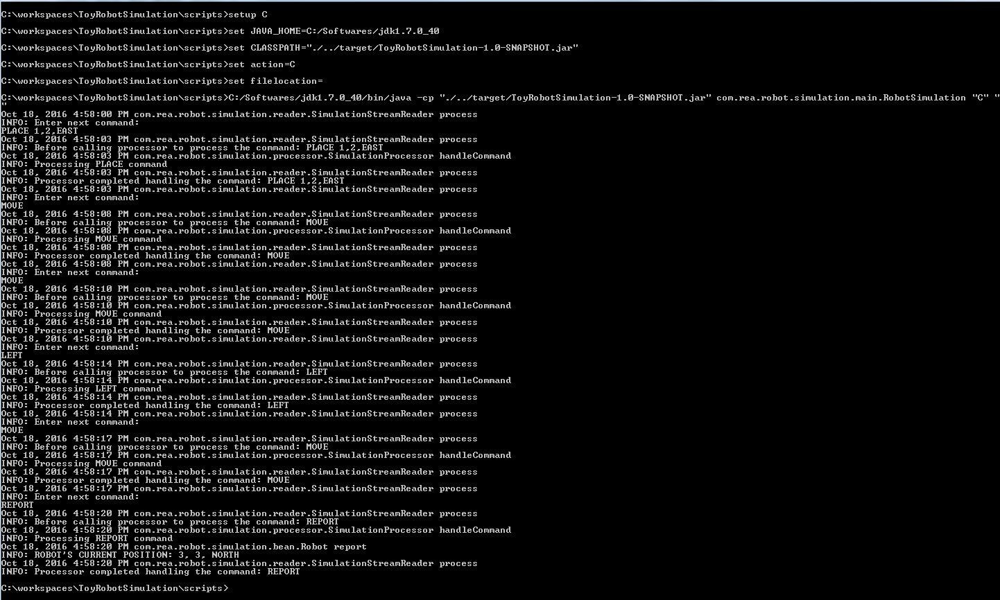 C:\workspaces\ToyRobotSimulation\scripts>setup C
C:\workspaces\ToyRobotSimulation\scripts>set JAVA_HOME=C:/Softwares/jdk1.7.0_40
C:\workspaces\ToyRobotSimulation\scripts>set CLASSPATH="./../target/ToyRobotSimulation-1.0-SNAPSHOT.jar"
C:\workspaces\ToyRobotSimulation\scripts>set action=C
C:\workspaces\ToyRobotSimulation\scripts>set filelocation=
C:\workspaces\ToyRobotSimulation\scripts>C:/Softwares/jdk1.7.0_40/bin/java -cp "./../target/ToyRobotSimulation-1.0-SNAPSHOT.jar" com.rea.robot.simulation.main.RobotSimulation "C" "
"
Oct 18, 2016 4:58:00 PM com.rea.robot.simulation.reader.SimulationStreamReader process
INFO: Enter next command:
PLACE 1,2,EAST
Oct 18, 2016 4:58:03 PM com.rea.robot.simulation.reader.SimulationStreamReader process
INFO: Before calling processor to process the command: PLACE 1,2,EAST
Oct 18, 2016 4:58:03 PM com.rea.robot.simulation.processor.SimulationProcessor handleCommand
INFO: Processing PLACE command
Oct 18, 2016 4:58:03 PM com.rea.robot.simulation.reader.SimulationStreamReader process
INFO: Processor completed handling the command: PLACE 1,2,EAST
Oct 18, 2016 4:58:03 PM com.rea.robot.simulation.reader.SimulationStreamReader process
INFO: Enter next command:
MOVE
Oct 18, 2016 4:58:08 PM com.rea.robot.simulation.reader.SimulationStreamReader process
INFO: Before calling processor to process the command: MOVE
Oct 18, 2016 4:58:08 PM com.rea.robot.simulation.processor.SimulationProcessor handleCommand
INFO: Processing MOVE command
Oct 18, 2016 4:58:08 PM com.rea.robot.simulation.reader.SimulationStreamReader process
INFO: Processor completed handling the command: MOVE
Oct 18, 2016 4:58:08 PM com.rea.robot.simulation.reader.SimulationStreamReader process
INFO: Enter next command:
MOVE
Oct 18, 2016 4:58:10 PM com.rea.robot.simulation.reader.SimulationStreamReader process
INFO: Before calling processor to process the command: MOVE
Oct 18, 2016 4:58:10 PM com.rea.robot.simulation.processor.SimulationProcessor handleCommand
INFO: Processing MOVE command
Oct 18, 2016 4:58:10 PM com.rea.robot.simulation.reader.SimulationStreamReader process
INFO: Processor completed handling the command: MOVE
Oct 18, 2016 4:58:10 PM com.rea.robot.simulation.reader.SimulationStreamReader process
INFO: Enter next command:
LEFT
Oct 18, 2016 4:58:14 PM com.rea.robot.simulation.reader.SimulationStreamReader process
INFO: Before calling processor to process the command: LEFT
Oct 18, 2016 4:58:14 PM com.rea.robot.simulation.processor.SimulationProcessor handleCommand
INFO: Processing LEFT command
Oct 18, 2016 4:58:14 PM com.rea.robot.simulation.reader.SimulationStreamReader process
INFO: Processor completed handling the command: LEFT
Oct 18, 2016 4:58:14 PM com.rea.robot.simulation.reader.SimulationStreamReader process
INFO: Enter next command:
MOVE
Oct 18, 2016 4:58:17 PM com.rea.robot.simulation.reader.SimulationStreamReader process
INFO: Before calling processor to process the command: MOVE
Oct 18, 2016 4:58:17 PM com.rea.robot.simulation.processor.SimulationProcessor handleCommand
INFO: Processing MOVE command
Oct 18, 2016 4:58:17 PM com.rea.robot.simulation.reader.SimulationStreamReader process
INFO: Processor completed handling the command: MOVE
Oct 18, 2016 4:58:17 PM com.rea.robot.simulation.reader.SimulationStreamReader process
INFO: Enter next command:
REPORT
Oct 18, 2016 4:58:20 PM com.rea.robot.simulation.reader.SimulationStreamReader process
INFO: Before calling processor to process the command: REPORT
Oct 18, 2016 4:58:20 PM com.rea.robot.simulation.processor.SimulationProcessor handleCommand
INFO: Processing REPORT command
Oct 18, 2016 4:58:20 PM com.rea.robot.simulation.bean.Robot report
INFO: ROBOT'S CURRENT POSITION: 3, 3, NORTH
Oct 18, 2016 4:58:20 PM com.rea.robot.simulation.reader.SimulationStreamReader process
INFO: Processor completed handling the command: REPORT
C:\workspaces\ToyRobotSimulation\scripts>